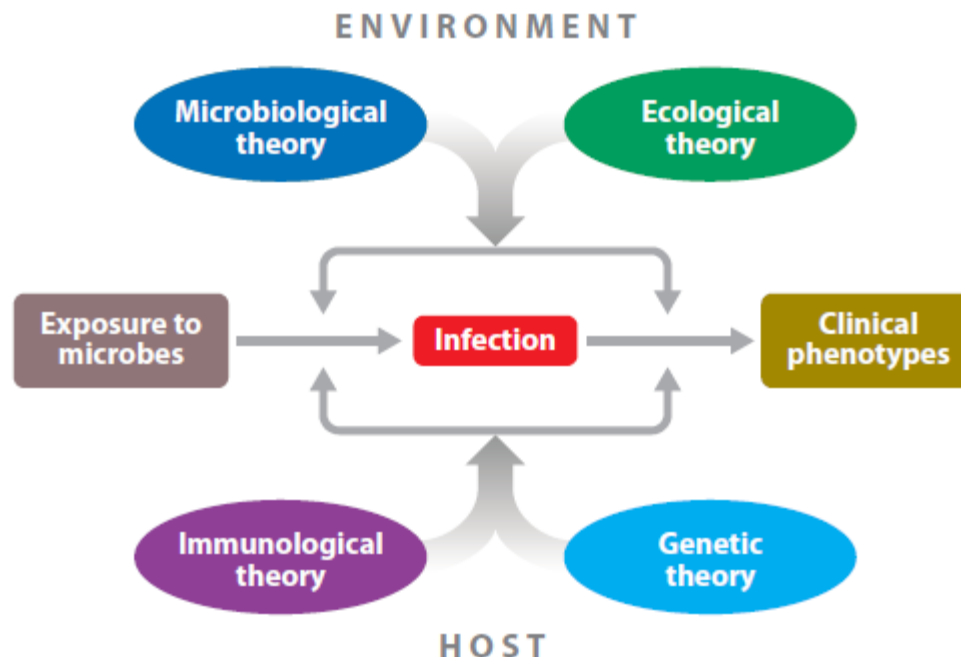 ENVIRONMENT
Microbiological
theory
Ecological
theory
Exposure to
microbes
Infection
Clinical
phenotypes
Immunological
theory
Genetic
theory
HOST